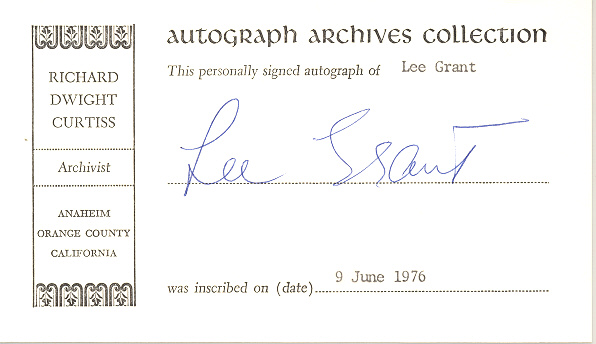 AUTOGRAPH ARCHIVES COLLECTION
This personally signed autograph of Lee Grant
RICHARD
DWIGHT
CURTISS
Archivist
ANAHEIM
ORANGE COUNTY
CALIFORNIA
Lee Grant
was inscribed on (date) 9 June 1976